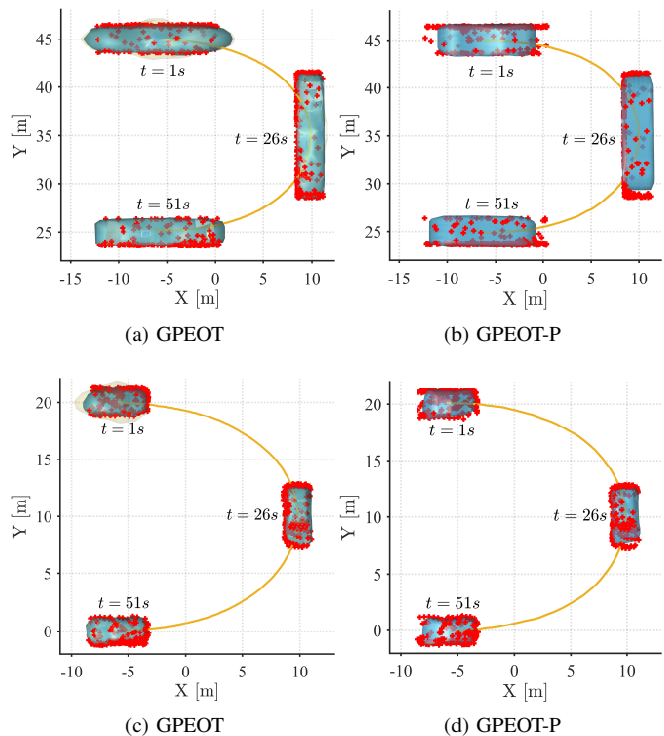 45
40
35
30
25
Y [m]
t = 1s
t = 26s
t = 51s
-15
-10
-5
0
5
10
X [m]
(a) GPEOT
45
40
35
30
25
Y [m]
t = 1s
t = 26s
t = 51s
-10
-5
0
5
10
X [m]
(b) GPEOT-P
20
15
10
5
0
Y [m]
t = 1s
t = 26s
t = 51s
-10
-5
0
5
10
X [m]
(c) GPEOT
20
15
10
5
0
Y [m]
t = 1s
t = 26s
t = 51s
-10
-5
0
5
10
X [m]
(d) GPEOT-P